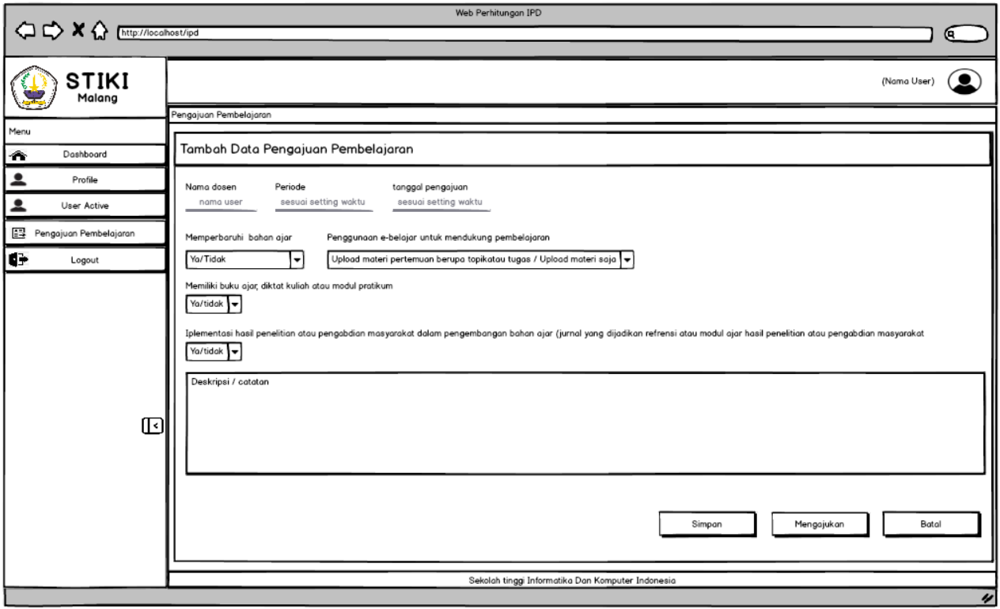 Web Perhitungan IPD
http://localhost/ipd
STIKI
Malang
(Nama User)
Pengajuan Pembelajaran
Menu
Dashboard
Profile
User Active
Pengajuan Pembelajaran
Logout
Tambah Data Pengajuan Pembelajaran
Nama dosen Periode tanggal pengajuan
nama user sesuai setting waktu sesuai setting waktu
Memperbaruhi bahan ajar Penggunaan e-belajar untuk mendukung pembelajaran
Ya/Tidak Upload materi pertemuan berupa topikatau tugas / Upload materi saja
Memiliki buku ajar, diktat kuliah atau modul pratikum
Ya/tidak
Iplementasi hasil penelitian atau pengabdian masyarakat dalam pengembangan bahan ajar (jurnal yang dijadikan refrensi atau modul ajar hasil penelitian atau pengabdian masyarakat
Ya/tidak
Deskripsi / catatan
Simpan Mengajukan Batal
Sekolah tinggi Informatika Dan Komputer Indonesia